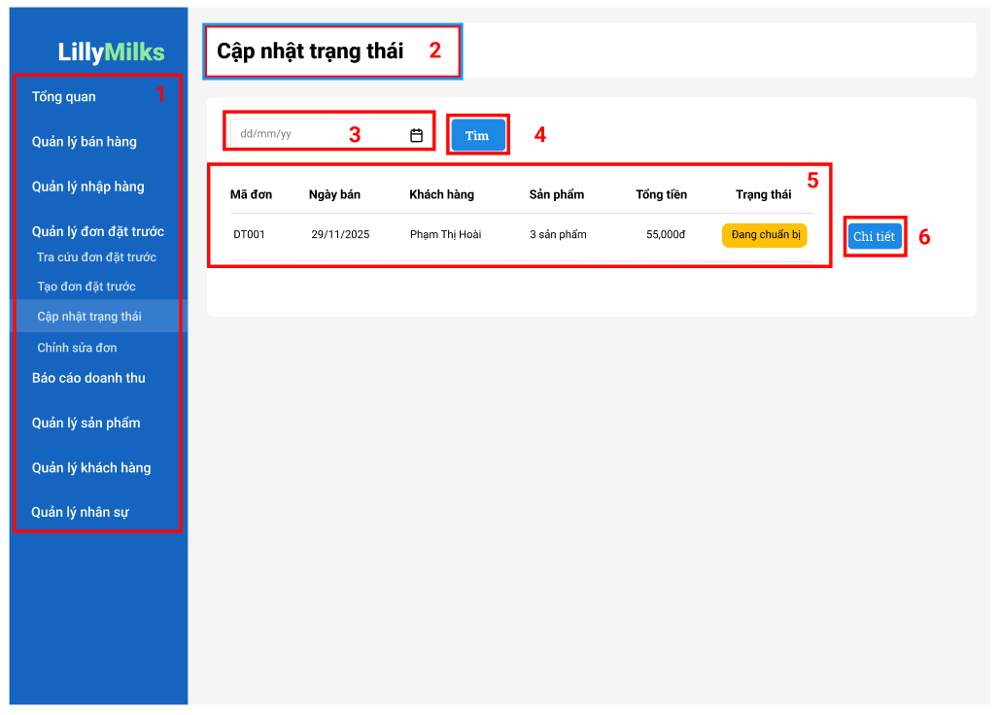 LillyMilks
Tổng quan 1
Quản lý bán hàng
Quản lý nhập hàng
Quản lý đơn đặt trước
Tra cứu đơn đặt trước
Tạo đơn đặt trước
Cập nhật trạng thái
Chỉnh sửa đơn
Báo cáo doanh thu
Quản lý sản phẩm
Quản lý khách hàng
Quản lý nhân sự
Cập nhật trạng thái 2
dd/mm/yy 3 Tìm 4
5
Mã đơn Ngày bán Khách hàng Sản phẩm Tổng tiền Trạng thái
DT001 29/11/2025 Phạm Thị Hoài 3 sản phẩm 55,000đ Đang chuẩn bị Chi tiết 6